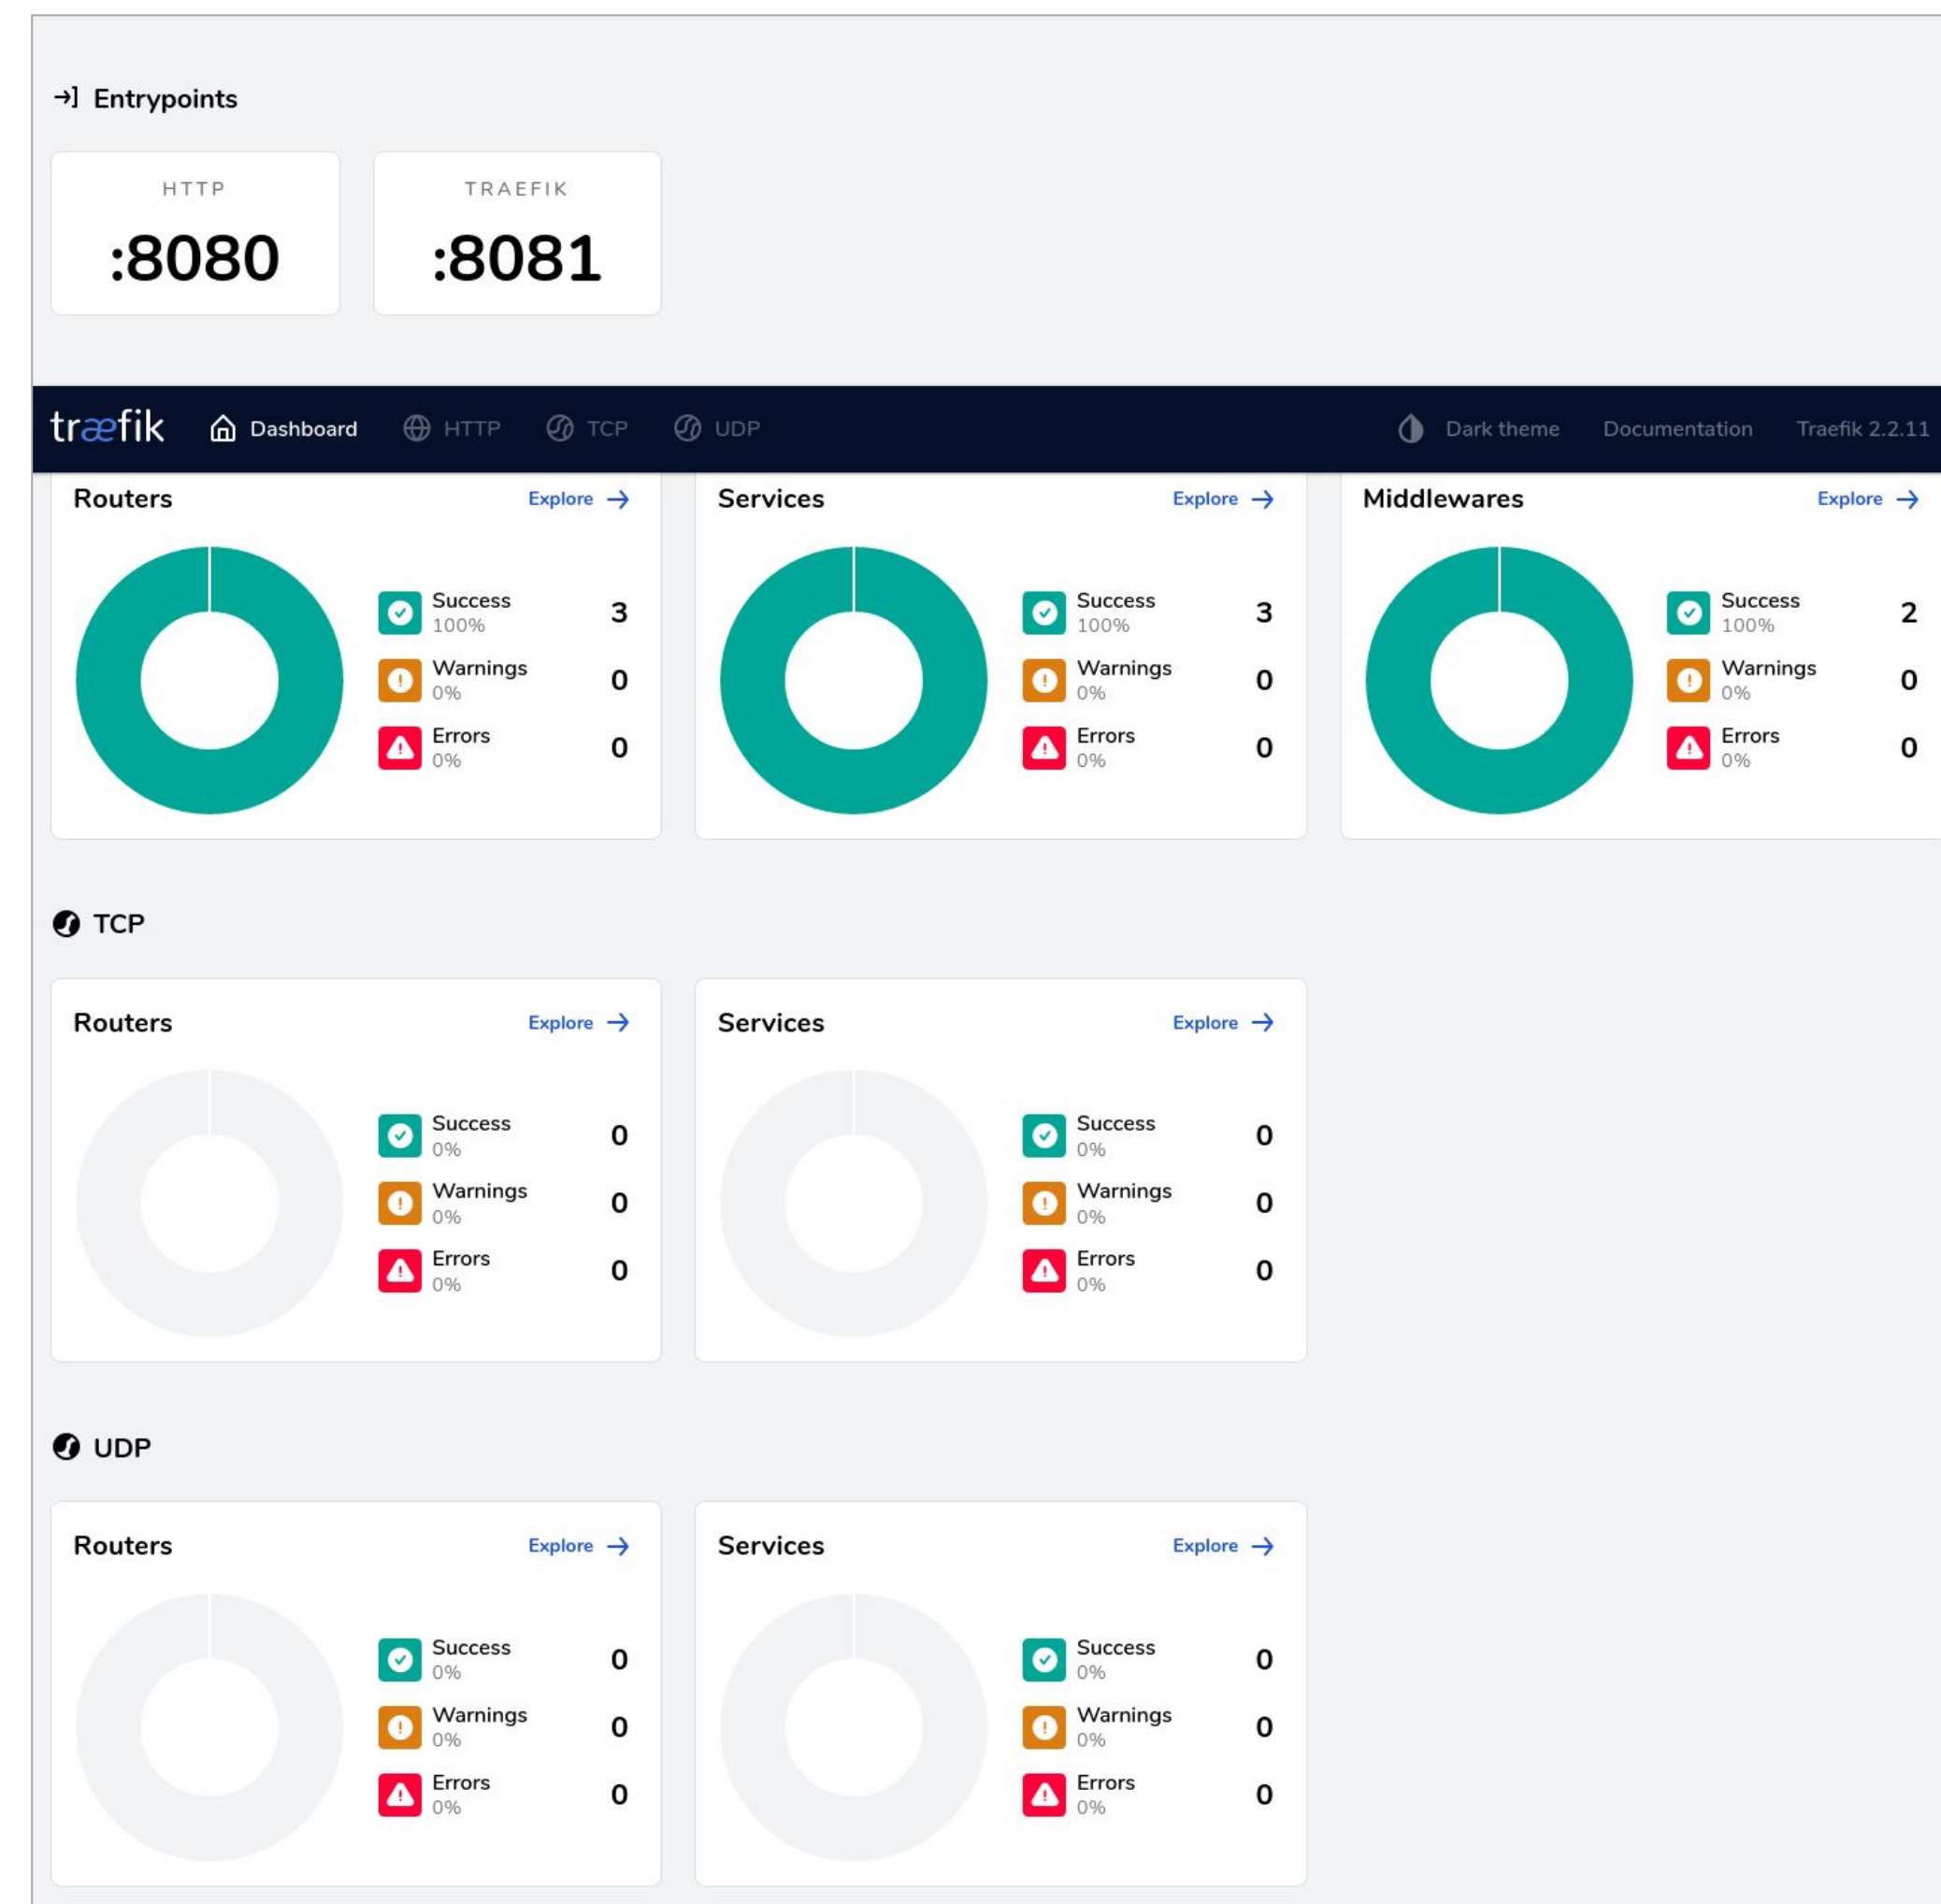 Entrypoints
HTTP
TRAEFIK
:8080
:8081
træfik Dashboard HTTP TCP UDP Dark theme Documentation Traefik 2.2.11
Routers Explore
Success 3
100%
Warnings 0
0%
Errors 0
0%
Services Explore
Success 3
100%
Warnings 0
0%
Errors 0
0%
Middlewares Explore
Success 2
100%
Warnings 0
0%
Errors 0
0%
TCP
Routers Explore
Success 0
0%
Warnings 0
0%
Errors 0
0%
Services Explore
Success 0
0%
Warnings 0
0%
Errors 0
0%
UDP
Routers Explore
Success 0
0%
Warnings 0
0%
Errors 0
0%
Services Explore
Success 0
0%
Warnings 0
0%
Errors 0
0%